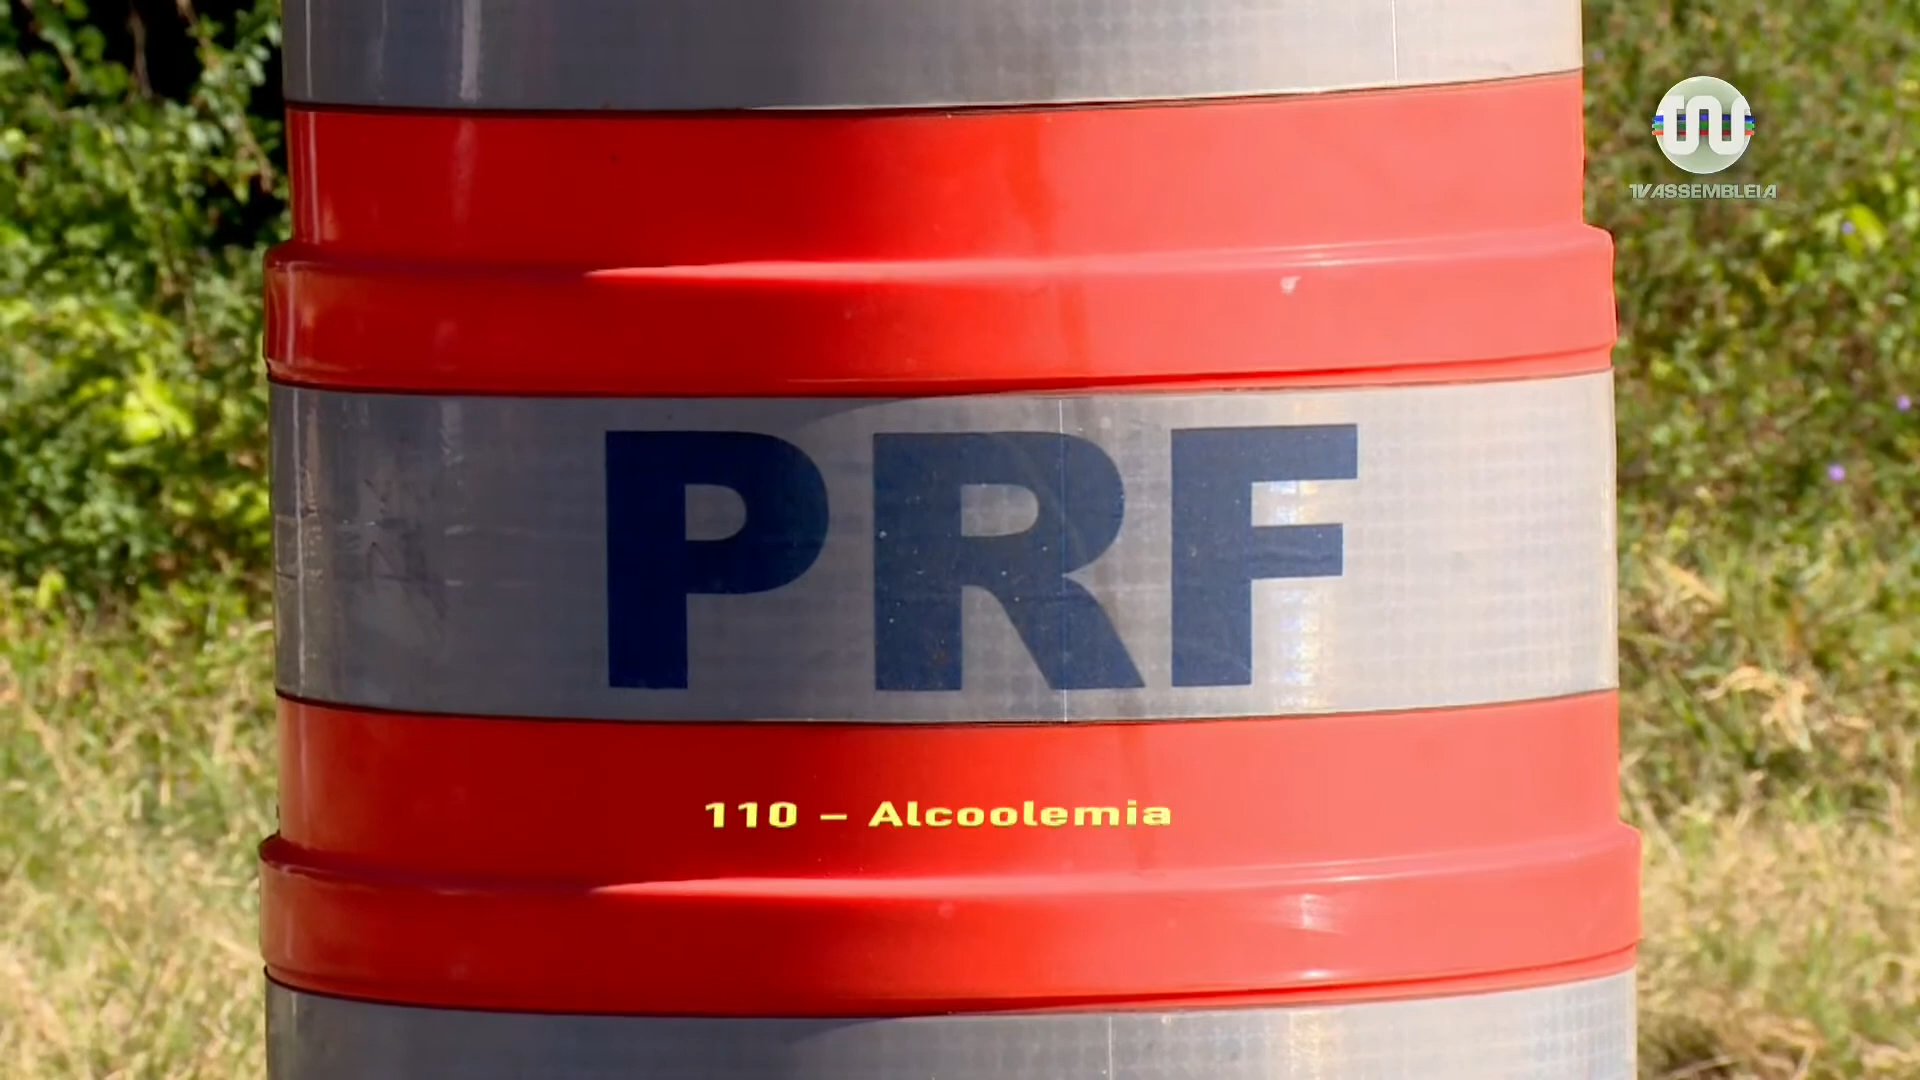 TVASSEMBLEIA
PRF
110 – Alcoolemia